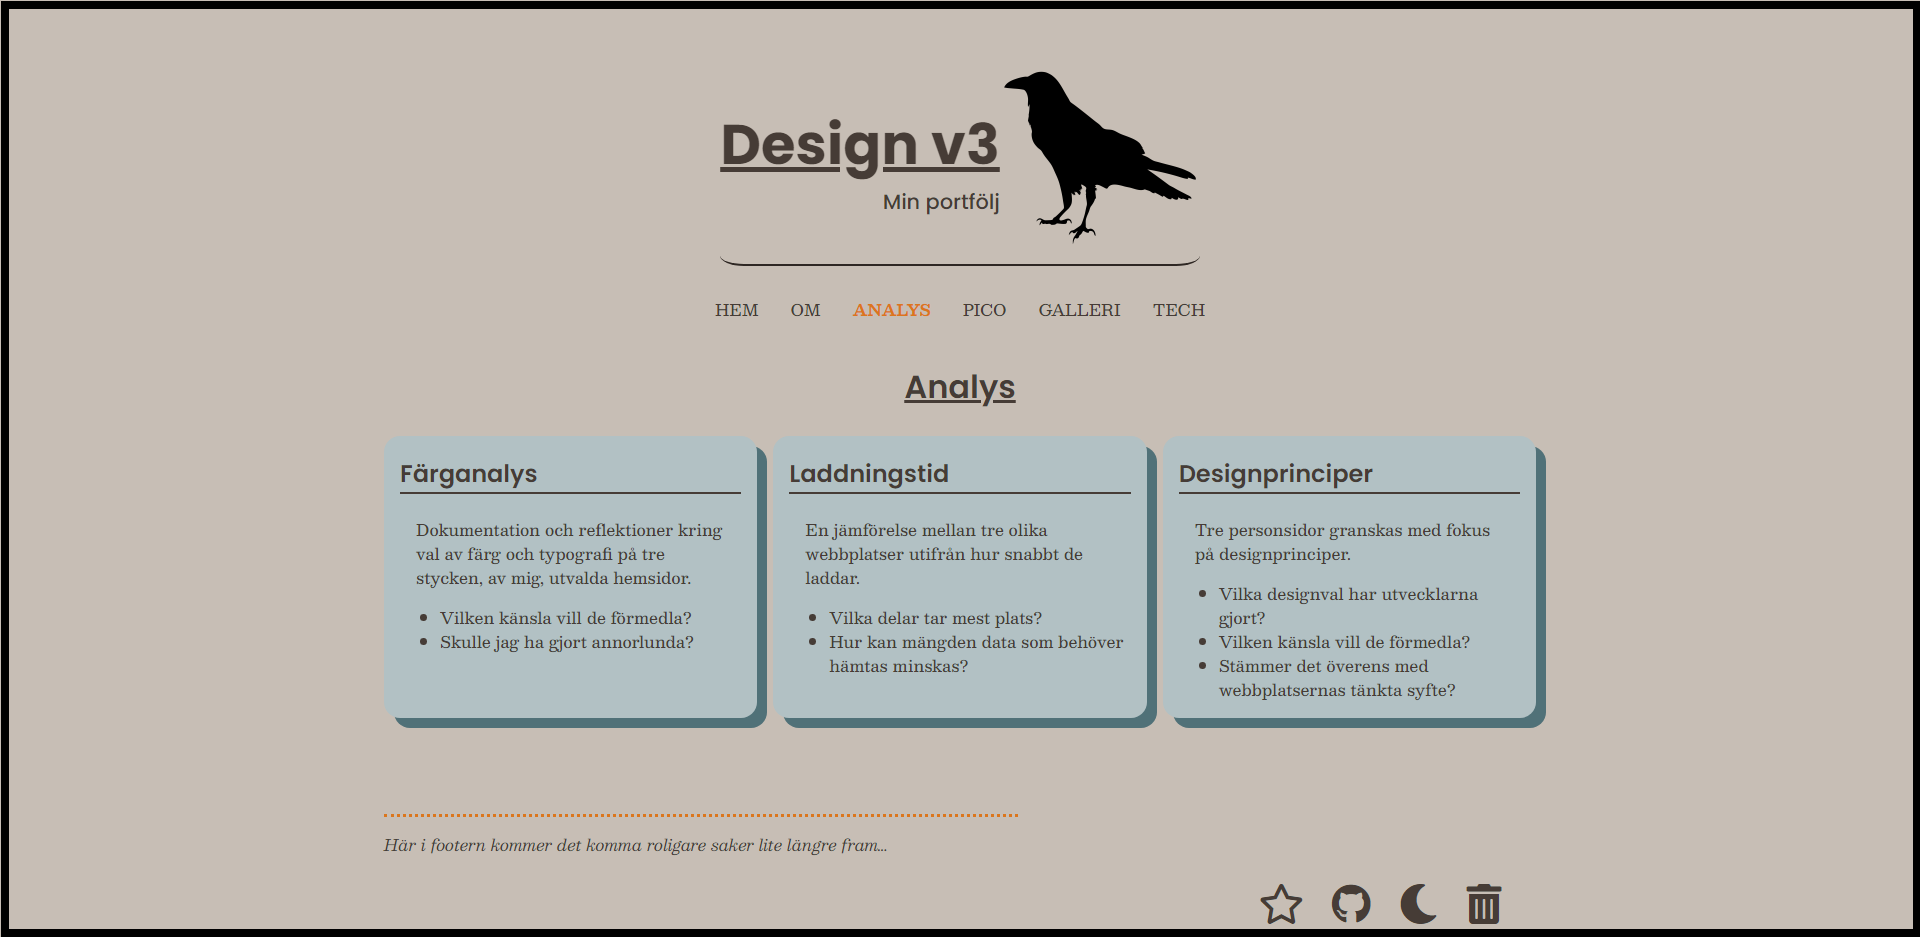 Design v3
Min portfölj
HEM OM ANALYS PICO GALLERI TECH
Analys
Färganalys
Dokumentation och reflektioner kring
val av färg och typografi på tre
stycken, av mig, utvalda hemsidor.
Vilken känsla vill de förmedla?
Skulle jag ha gjort annorlunda?
Laddningstid
En jämförelse mellan tre olika
webbplatser utifrån hur snabbt de
laddar.
Vilka delar tar mest plats?
Hur kan mängden data som behöver
hämtas minskas?
Designprinciper
Tre personsidor granskas med fokus
på designprinciper.
Vilka designval har utvecklarna
gjort?
Vilken känsla vill de förmedla?
Stämmer det överens med
webbplatsernas tänkta syfte?
Här i footern kommer det komma roligare saker lite längre fram...